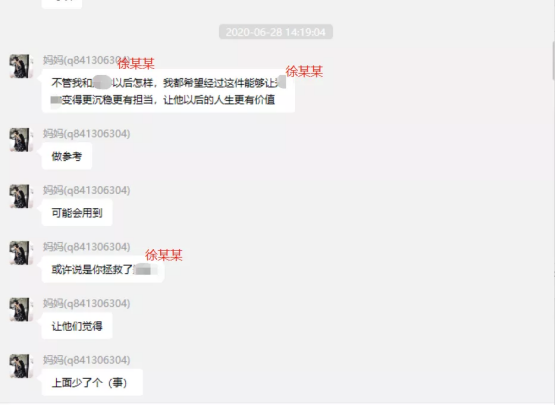 2020-06-28 14:19:04
妈妈(q841306304)
徐某某
徐某某
不管我和 以后怎样，我都希望经过这件能够让
变得更沉稳更有担当，让他以后的人生更有价值
妈妈(q841306304)
做参考
妈妈(q841306304)
可能会用到
妈妈(q841306304)
徐某某
或许说是你拯救了
妈妈(q841306304)
让他们觉得
妈妈(q841306304)
上面少了个（事）